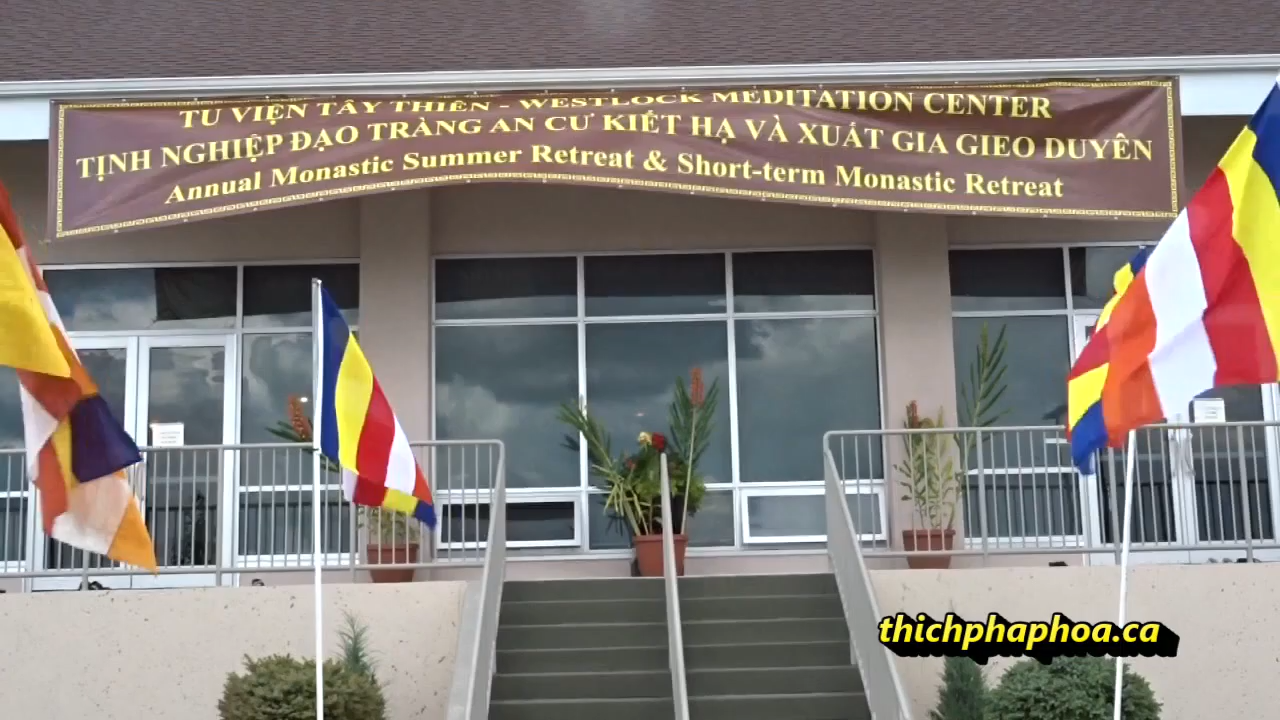 TU VIỆN TÂY THIÊN - WESTLOCK MEDITATION CENTER
TỊNH NGHIỆP ĐẠO TRÀNG AN CƯ KIẾT HẠ VÀ XUẤT GIA GIEO DUYÊN
Annual Monastic Summer Retreat & Short-term Monastic Retreat
thichphaphoa.ca